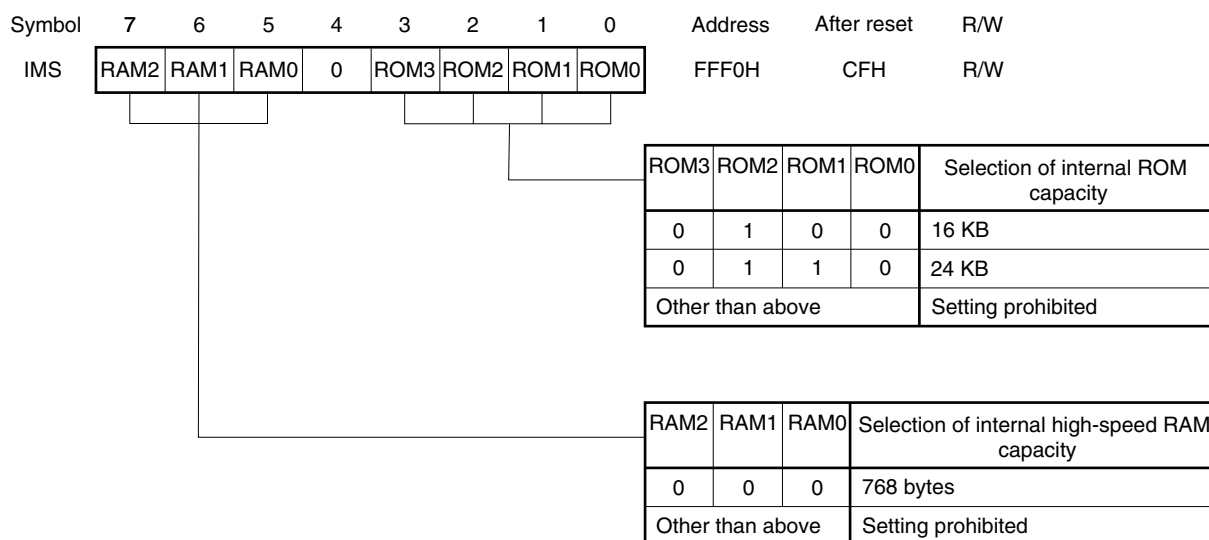 Symbol 7 6 5 4 3 2 1 0 Address After reset R/W
IMS RAM2 RAM1 RAM0 0 ROM3 ROM2 ROM1 ROM0 FFF0H CFH R/W
ROM3 ROM2 ROM1 ROM0 Selection of internal ROM
capacity
0 1 0 0 16 KB
0 1 1 0 24 KB
Other than above Setting prohibited
RAM2 RAM1 RAM0 Selection of internal high-speed RAM
capacity
0 0 0 768 bytes
Other than above Setting prohibited